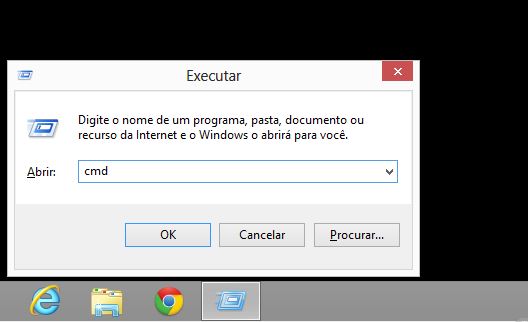 Executar
Digite o nome de um programa, pasta, documento ou
recurso da Internet e o Windows o abrirá para você.
Abrir: cmd
OK Cancelar Procurar...